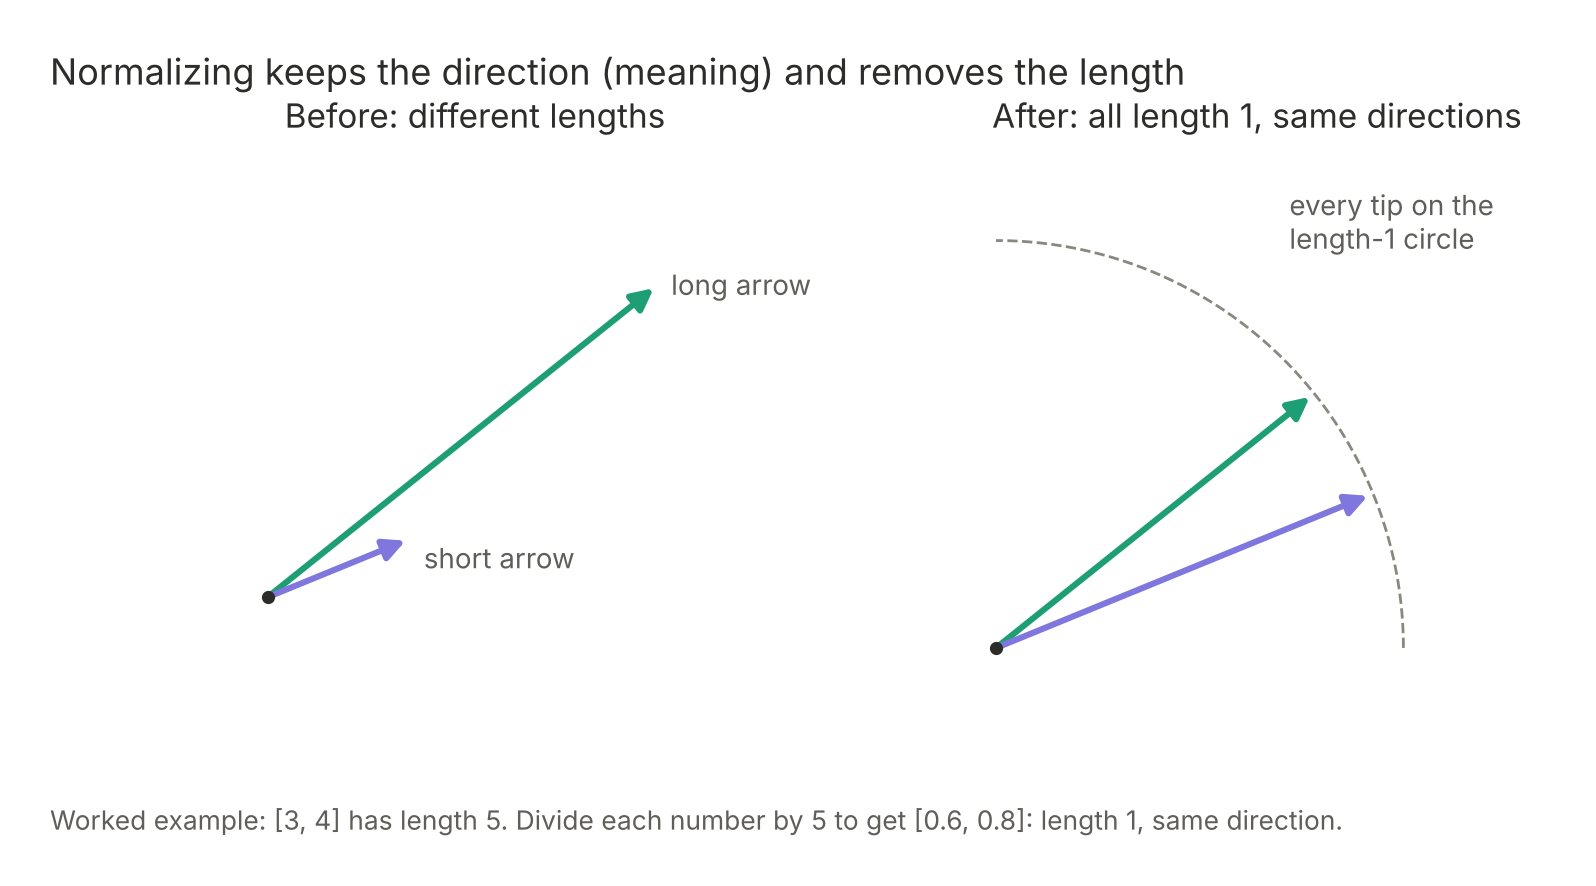 Normalizing keeps the direction (meaning) and removes the length
Before: different lengths
After: all length 1, same directions
every tip on the
length-1 circle
long arrow
short arrow
Worked example: [3, 4] has length 5. Divide each number by 5 to get [0.6, 0.8]: length 1, same direction.